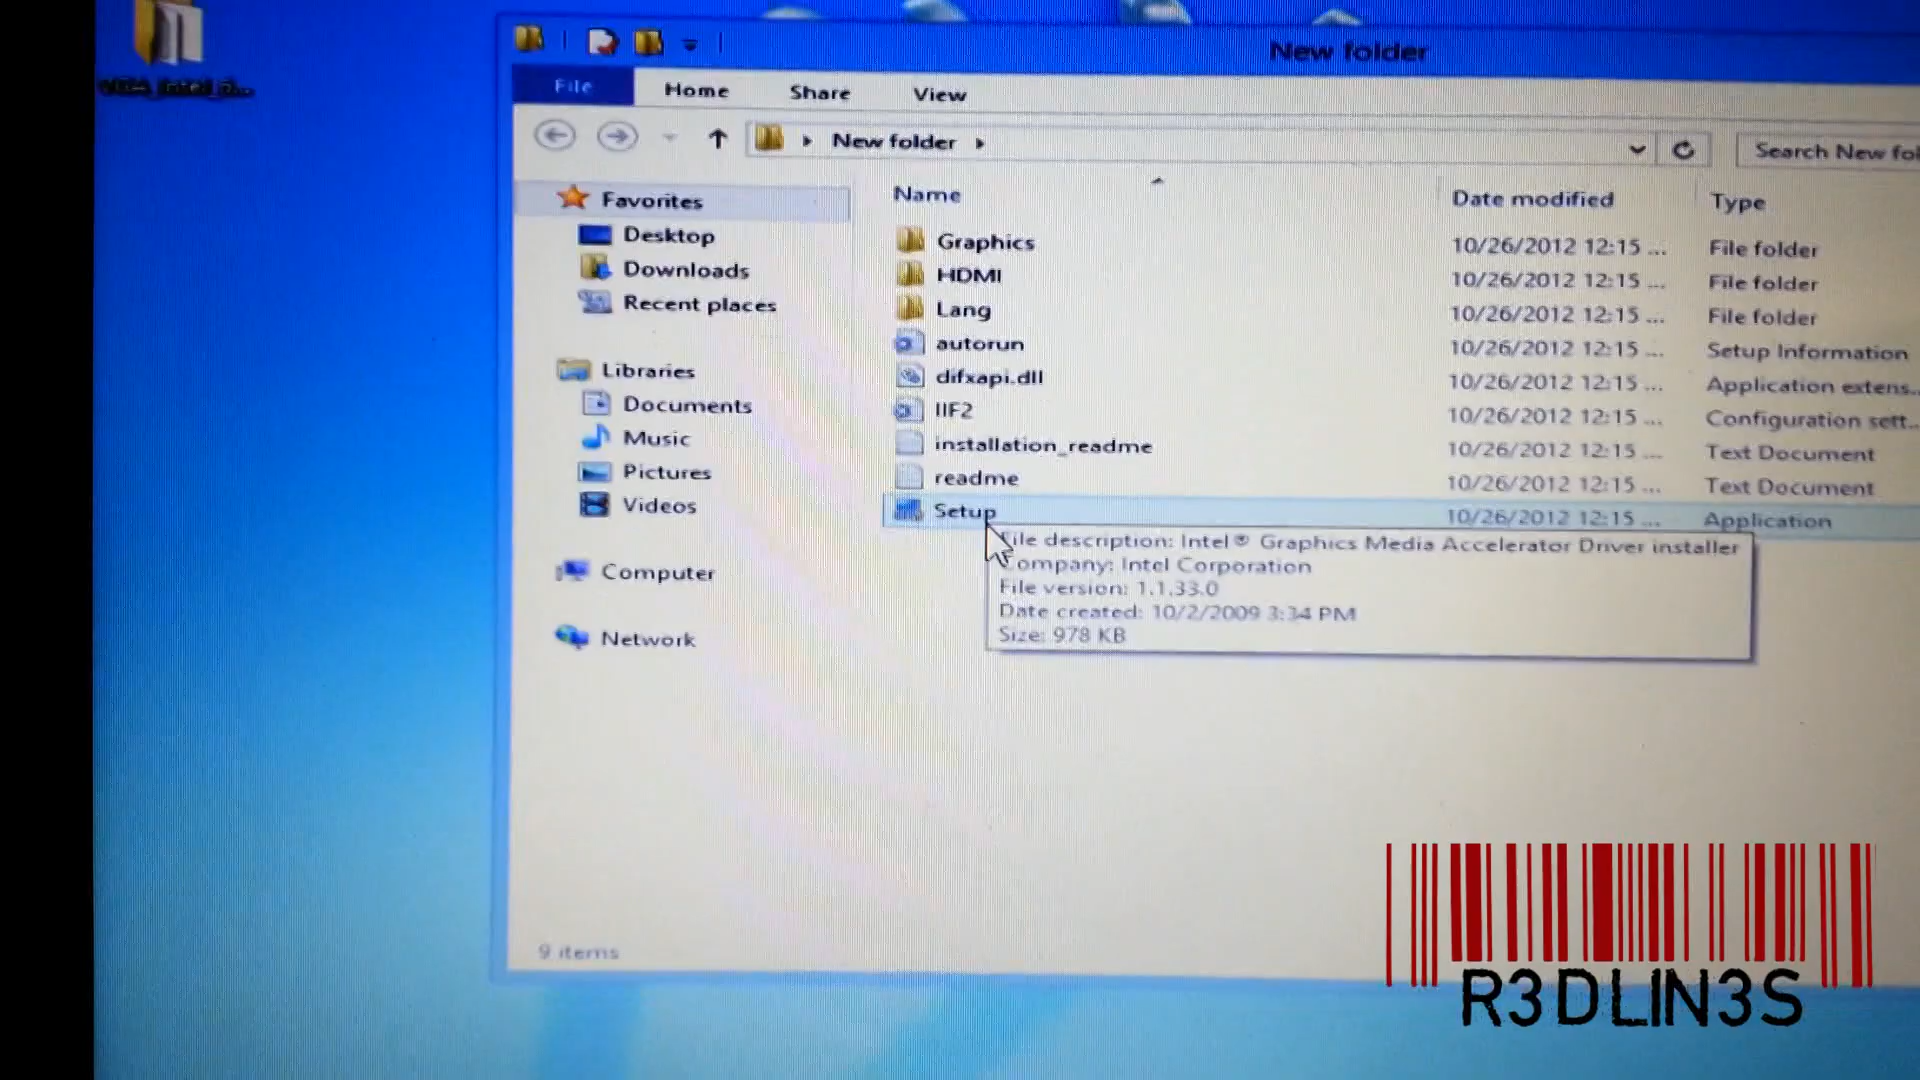 New folder
File Home Share View
New folder
Search New fol
Name Date modified Type
Favorites
Desktop
Downloads
Recent places
Libraries
Documents
Music
Pictures
Videos
Computer
Network
Graphics 10/26/2012 12:15 ... File folder
HDMI 10/26/2012 12:15 ... File folder
Lang 10/26/2012 12:15 ... File folder
autorun 10/26/2012 12:15 ... Setup Information
difxapi.dll 10/26/2012 12:15 ... Application extens...
IIF2 10/26/2012 12:15 ... Configuration sett...
installation_readme 10/26/2012 12:15 ... Text Document
readme 10/26/2012 12:15 ... Text Document
Setup 10/26/2012 12:15 ... Application
File description: Intel® Graphics Media Accelerator Driver installer
Company: Intel Corporation
File version: 1.1.33.0
Date created: 10/2/2009 3:34 PM
Size: 978 KB
9 items
R3DLIN3S